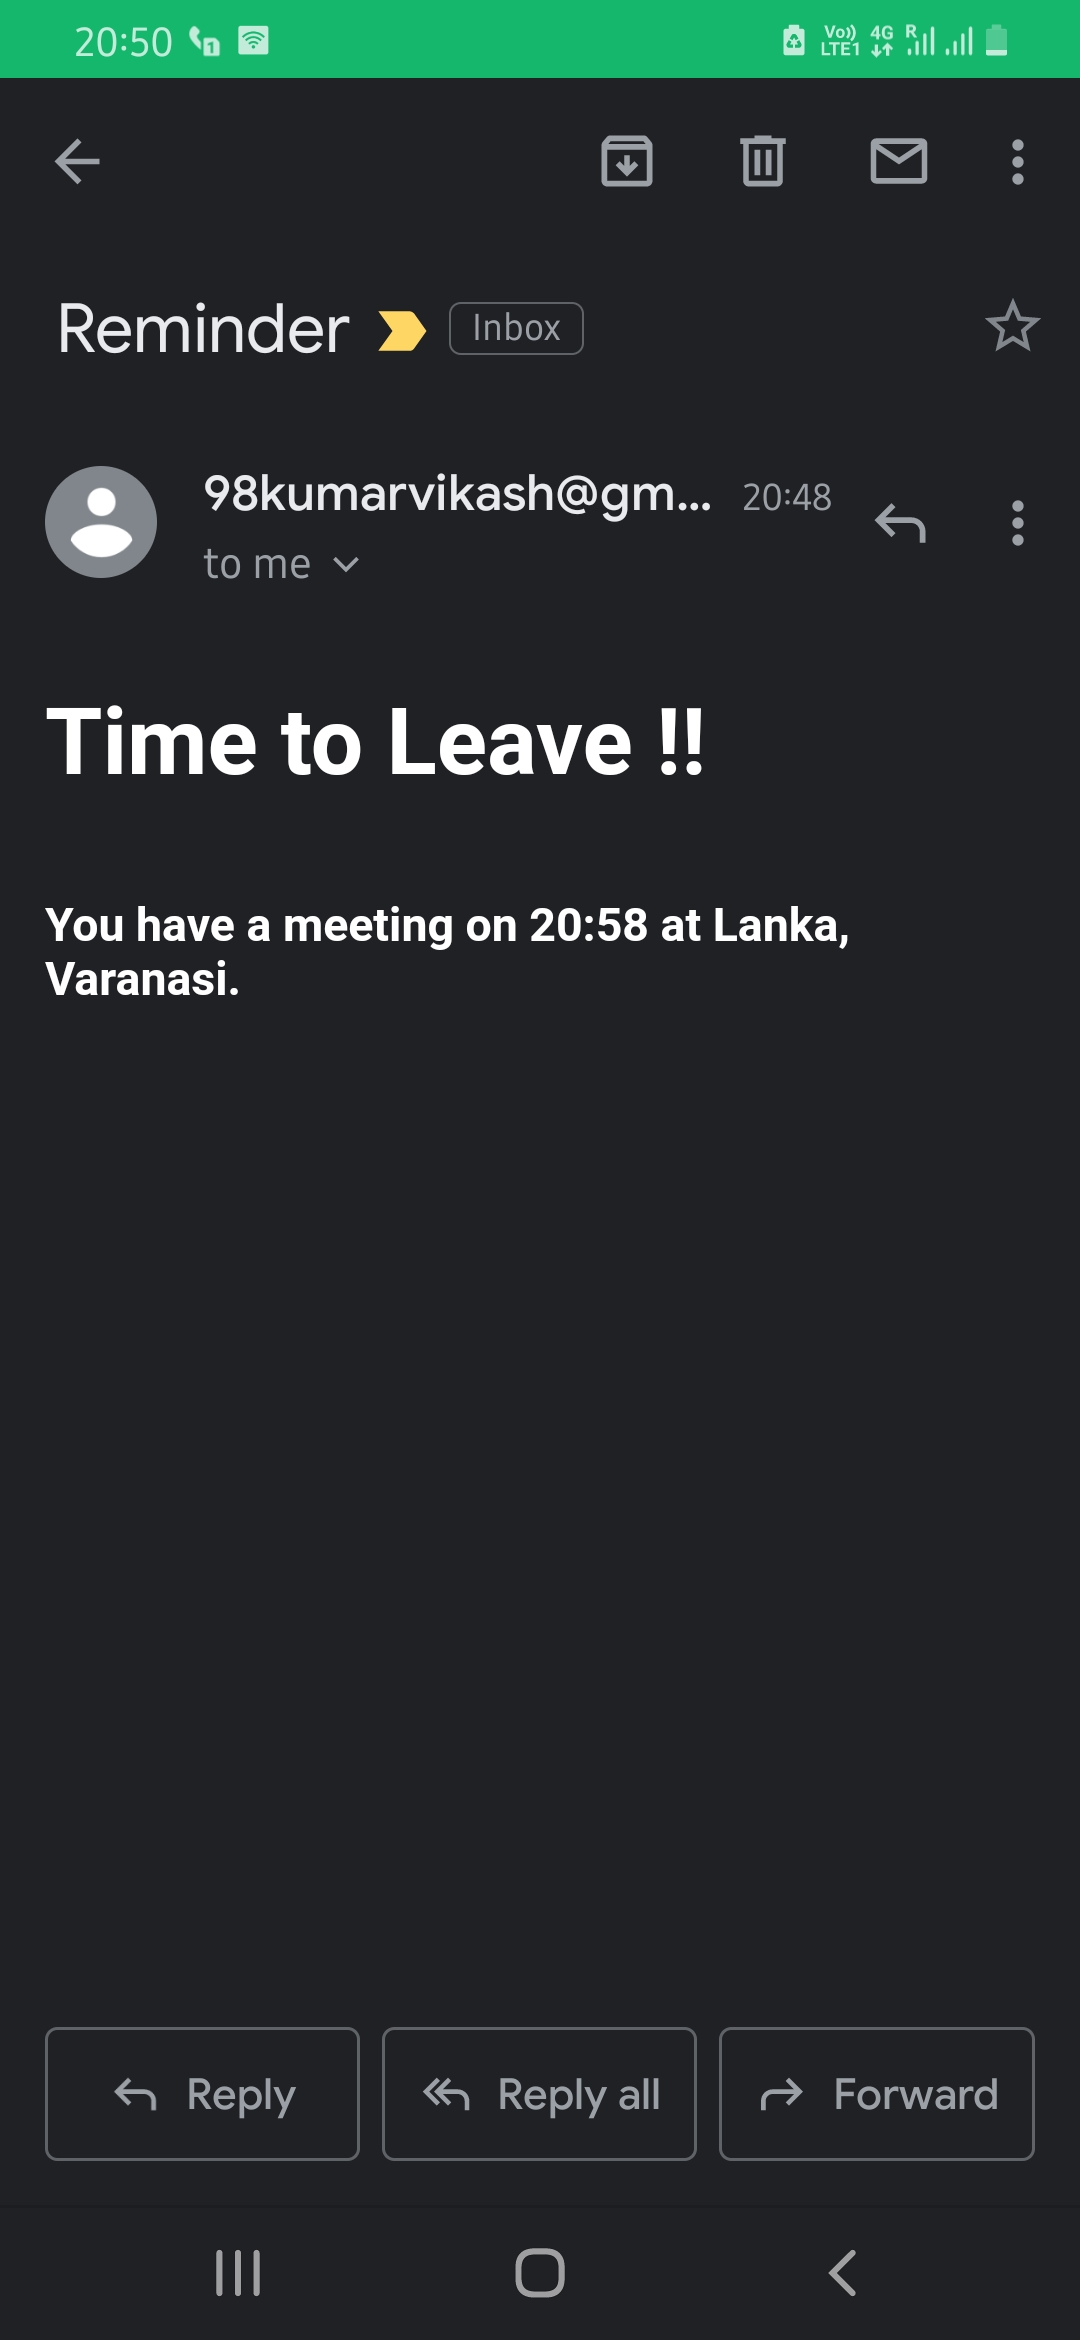 20:50
1
Vo)) LTE1 4G R
Reminder Inbox
98kumarvikash@gm... 20:48
to me
Time to Leave !!
You have a meeting on 20:58 at Lanka,
Varanasi.
Reply Reply all Forward